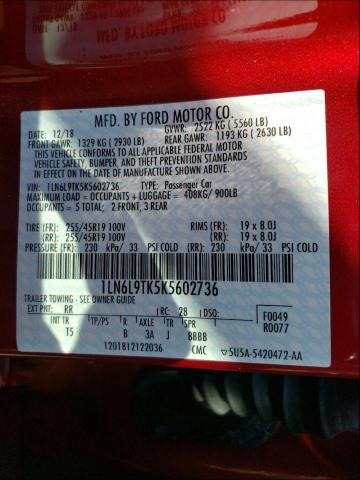 MFD. BY FORD MOTOR CO.
DATE: 12/18 GVWR: 2522 KG ( 5560 LB)
FRONT GAWR: 1329 KG ( 2930 LB) REAR GAWR: 1193 KG ( 2630 LB)
THIS VEHICLE CONFORMS TO ALL APPLICABLE FEDERAL MOTOR
VEHICLE SAFETY, BUMPER, AND THEFT PREVENTION STANDARDS IN
EFFECT ON THE DATE OF MANUFACTURE SHOWN ABOVE.
VIN: 1LN6L9TK5K5602736 TYPE: Passenger Car
MAXIMUM LOAD = OCCUPANTS + LUGGAGE = 408KG/ 900LB
OCCUPANTS = 5 TOTAL: 2 FRONT, 3 REAR
TIRE (FR): 255/45R19 100V RIMS(FR): 19 x 8.0J
TIRE (RR): 255/45R19 100V RIMS(RR): 19 x 8.0J
PRESSURE (FR): 230 kPa/ 33 PSI COLD (RR): 230 kPa/ 33 PSI COLD
1LN6L9TK5K5602736
TRAILER TOWING - SEE OWNER GUIDE
EXT PNT: RR RC: 28 DSO: F0049
INT TR TP/PS R AXLE TR SPR R0077
T5 B 3A J BBBB
1201812122036 CMC ▽5U5A-5420472-AA